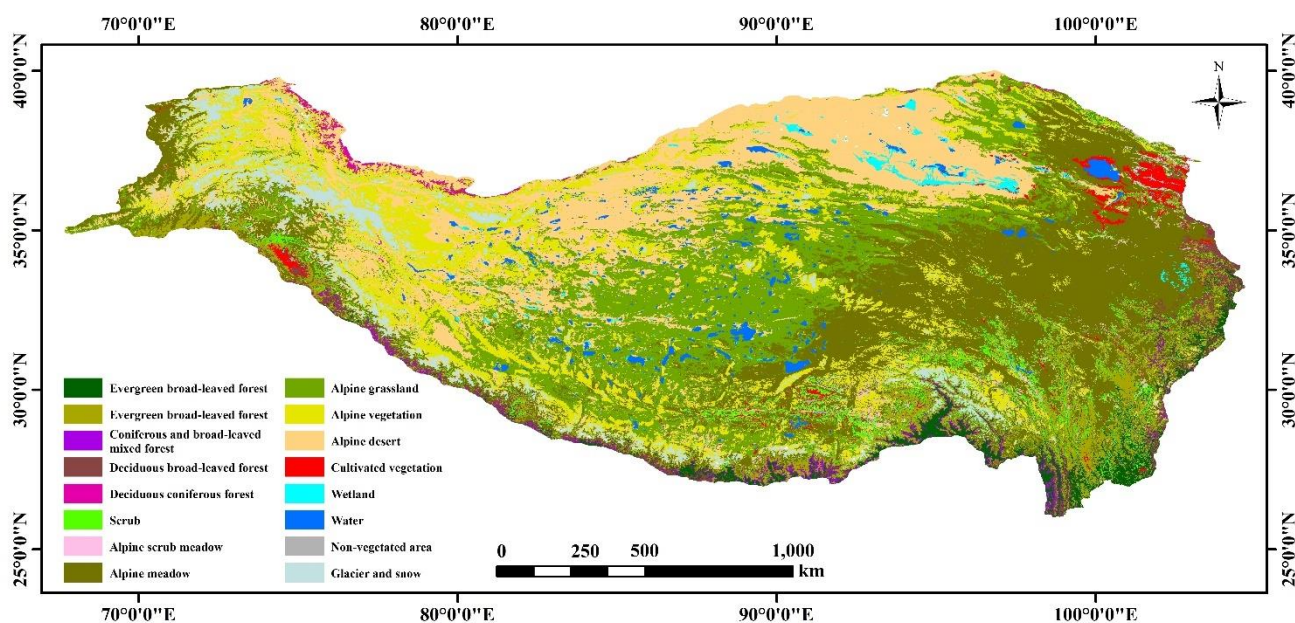 70°0'0"E 80°0'0"E 90°0'0"E 100°0'0"E
N
40°0'0"N 40°0'0"N
35°0'0"N 35°0'0"N
30°0'0"N 30°0'0"N
25°0'0"N 25°0'0"N
Evergreen broad-leaved forest
Evergreen broad-leaved forest
Coniferous and broad-leaved
mixed forest
Deciduous broad-leaved forest
Deciduous coniferous forest
Scrub
Alpine scrub meadow
Alpine meadow
Alpine grassland
Alpine vegetation
Alpine desert
Cultivated vegetation
Wetland
Water
Non-vegetated area
Glacier and snow
0 250 500 1,000
km
70°0'0"E 80°0'0"E 90°0'0"E 100°0'0"E